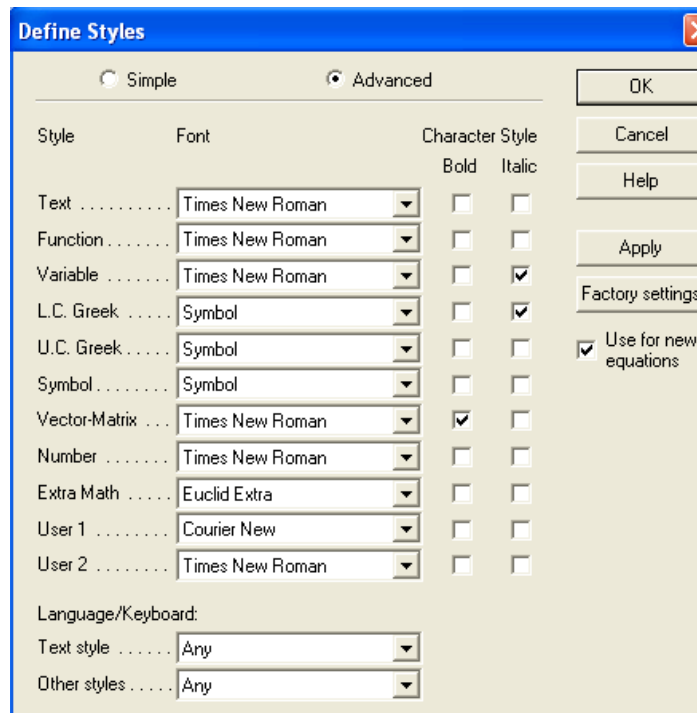 Define Styles
Simple Advanced OK
Style Font Character Style Cancel
Bold Italic Help
Text .......... Times New Roman
Function ....... Times New Roman Apply
Variable ....... Times New Roman
L.C. Greek ..... Symbol Factory settings
U.C. Greek ..... Symbol Use for new
equations
Symbol ........ Symbol
Vector-Matrix ... Times New Roman
Number ....... Times New Roman
Extra Math ..... Euclid Extra
User 1 ........ Courier New
User 2 ........ Times New Roman
Language/Keyboard:
Text style ...... Any
Other styles ..... Any